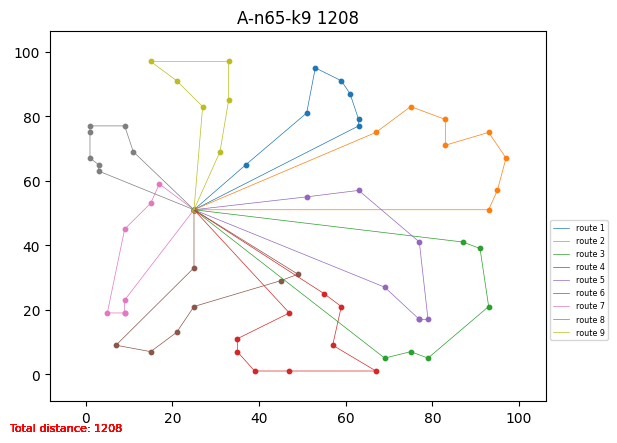 A-n65-k9 1208
100
80
60
40
20
0
0 20 40 60 80 100
route 1
route 2
route 3
route 4
route 5
route 6
route 7
route 8
route 9
Total distance: 1208